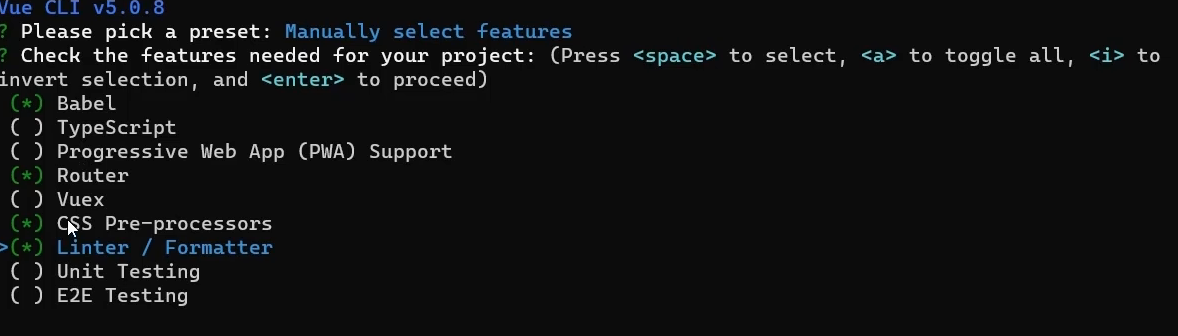 Vue CLI v5.0.8
? Please pick a preset: Manually select features
? Check the features needed for your project: (Press <space> to select, <a> to toggle all, <i> to
invert selection, and <enter> to proceed)
(*) Babel
( ) TypeScript
( ) Progressive Web App (PWA) Support
(*) Router
( ) Vuex
(*) CSS Pre-processors
>(*) Linter / Formatter
( ) Unit Testing
( ) E2E Testing